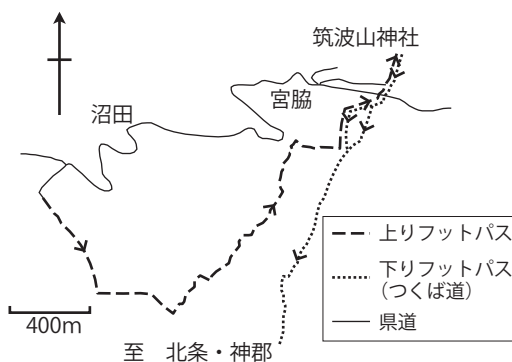 筑波山神社
宮脇
沼田
上りフットパス
下りフットパス
(つくば道)
県道
400m
至　北条・神郡